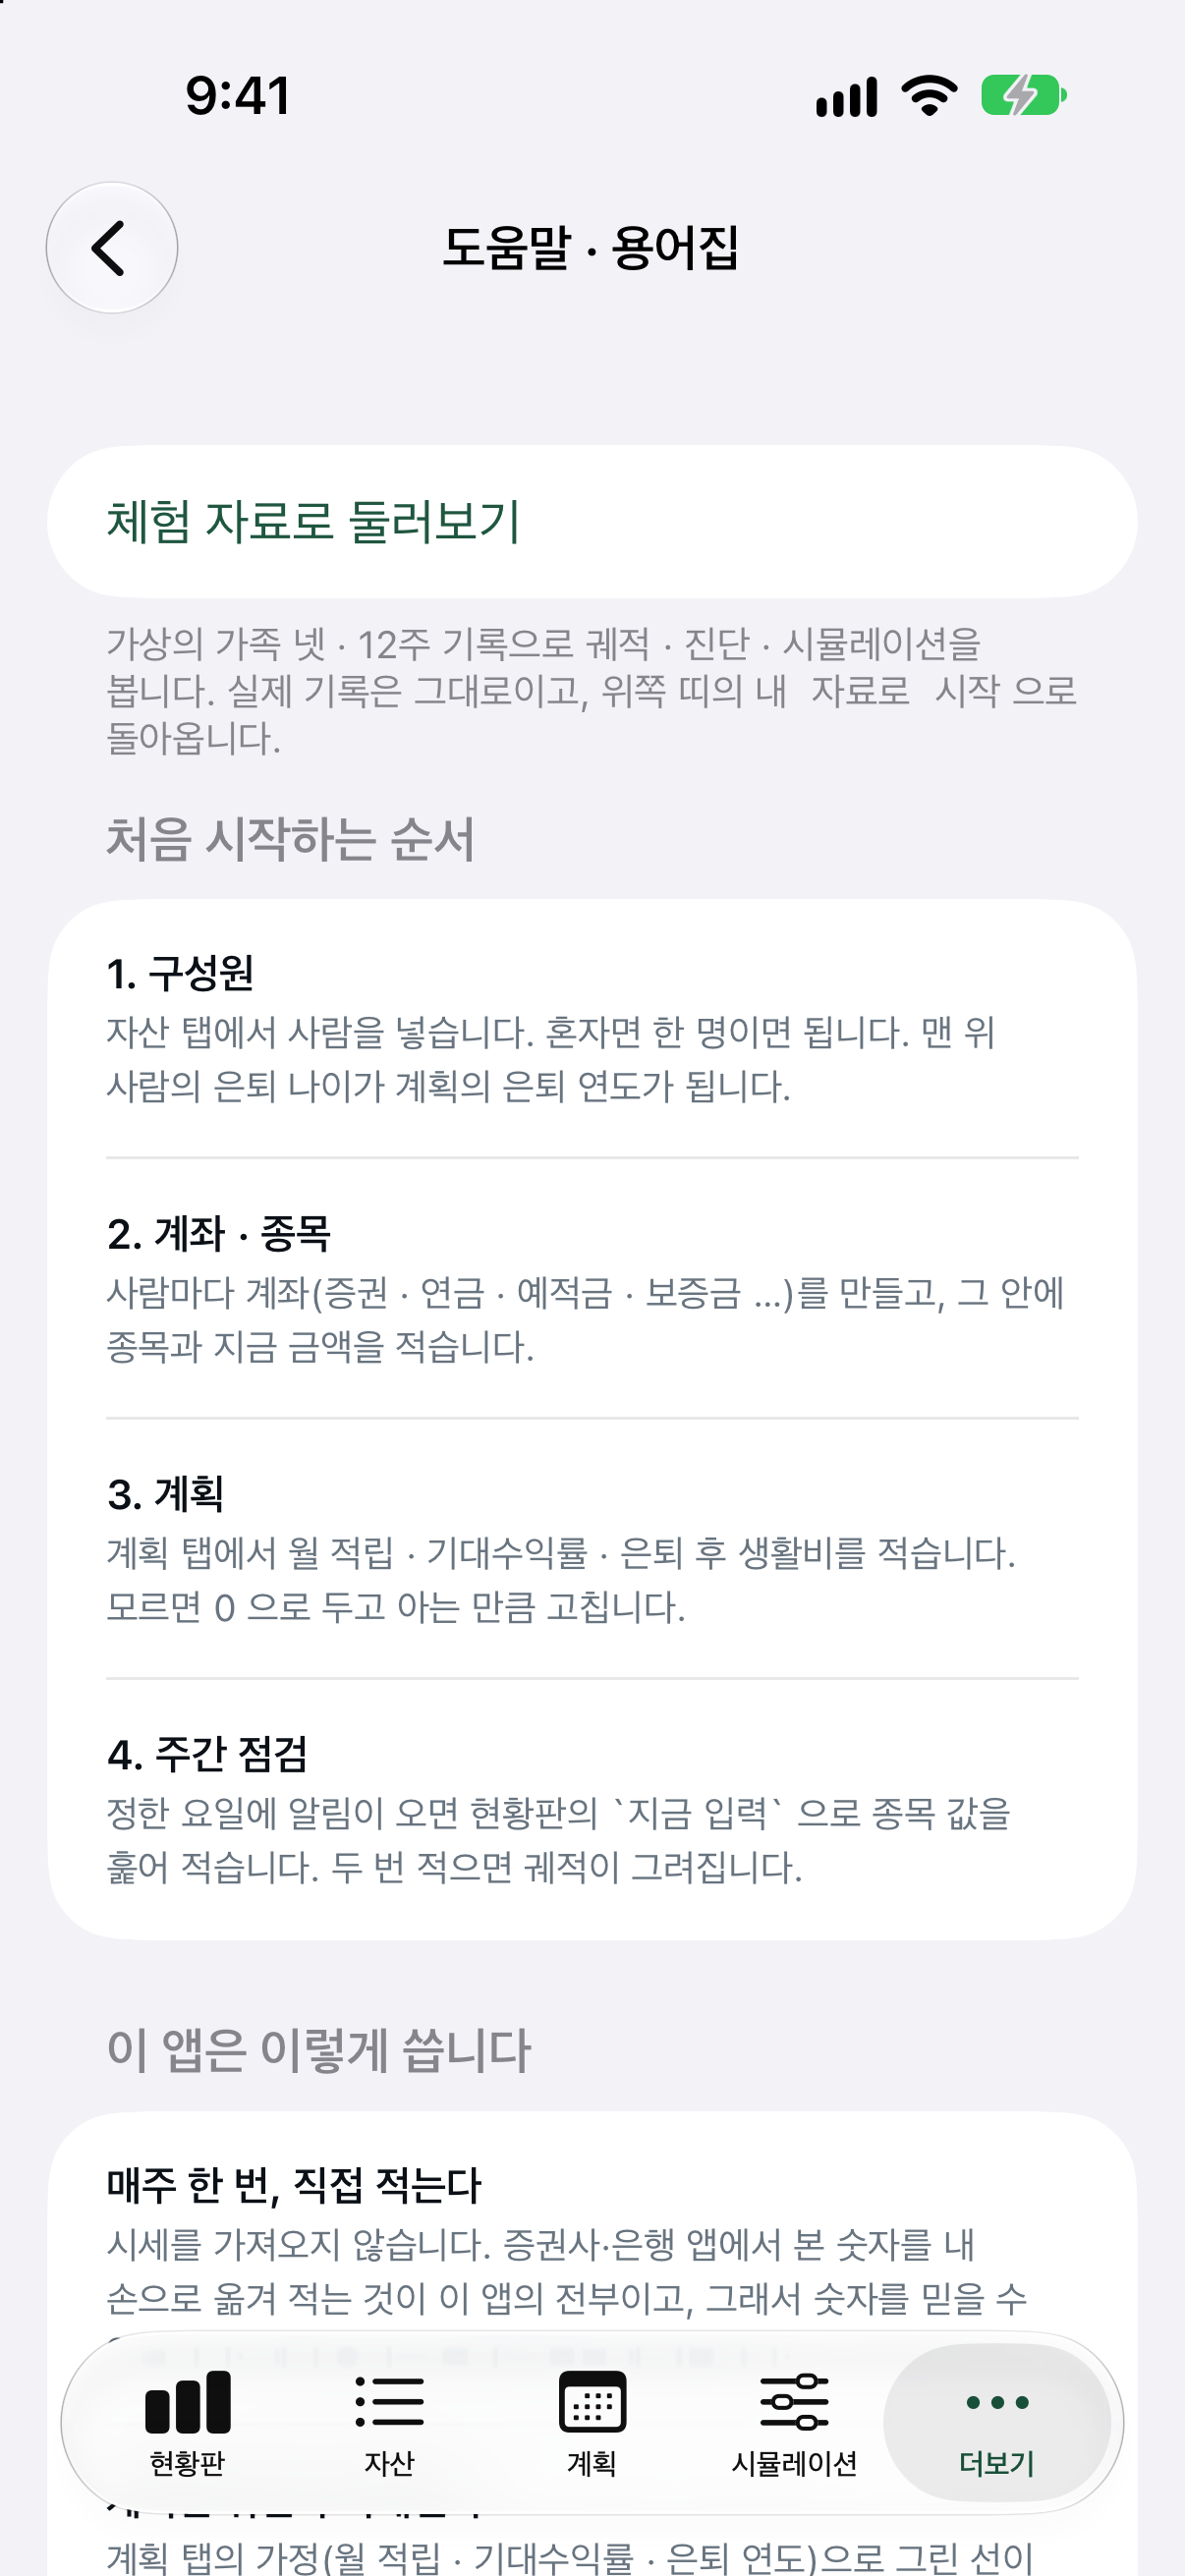 9:41
도움말 · 용어집
체험 자료로 둘러보기
가상의 가족 넷 · 12주 기록으로 궤적 · 진단 · 시뮬레이션을
봅니다. 실제 기록은 그대로이고, 위쪽 띠의 내 자료로 시작 으로
돌아옵니다.
처음 시작하는 순서
1. 구성원
자산 탭에서 사람을 넣습니다. 혼자면 한 명이면 됩니다. 맨 위
사람의 은퇴 나이가 계획의 은퇴 연도가 됩니다.
2. 계좌 · 종목
사람마다 계좌(증권 · 연금 · 예적금 · 보증금 …)를 만들고, 그 안에
종목과 지금 금액을 적습니다.
3. 계획
계획 탭에서 월 적립 · 기대수익률 · 은퇴 후 생활비를 적습니다.
모르면 0 으로 두고 아는 만큼 고칩니다.
4. 주간 점검
정한 요일에 알림이 오면 현황판의 `지금 입력` 으로 종목 값을
훑어 적습니다. 두 번 적으면 궤적이 그려집니다.
이 앱은 이렇게 씁니다
매주 한 번, 직접 적는다
시세를 가져오지 않습니다. 증권사·은행 앱에서 본 숫자를 내
손으로 옮겨 적는 것이 이 앱의 전부이고, 그래서 숫자를 믿을 수
현황판
자산
계획
시뮬레이션
더보기
계획 탭의 가정(월 적립 · 기대수익률 · 은퇴 연도)으로 그린 선이